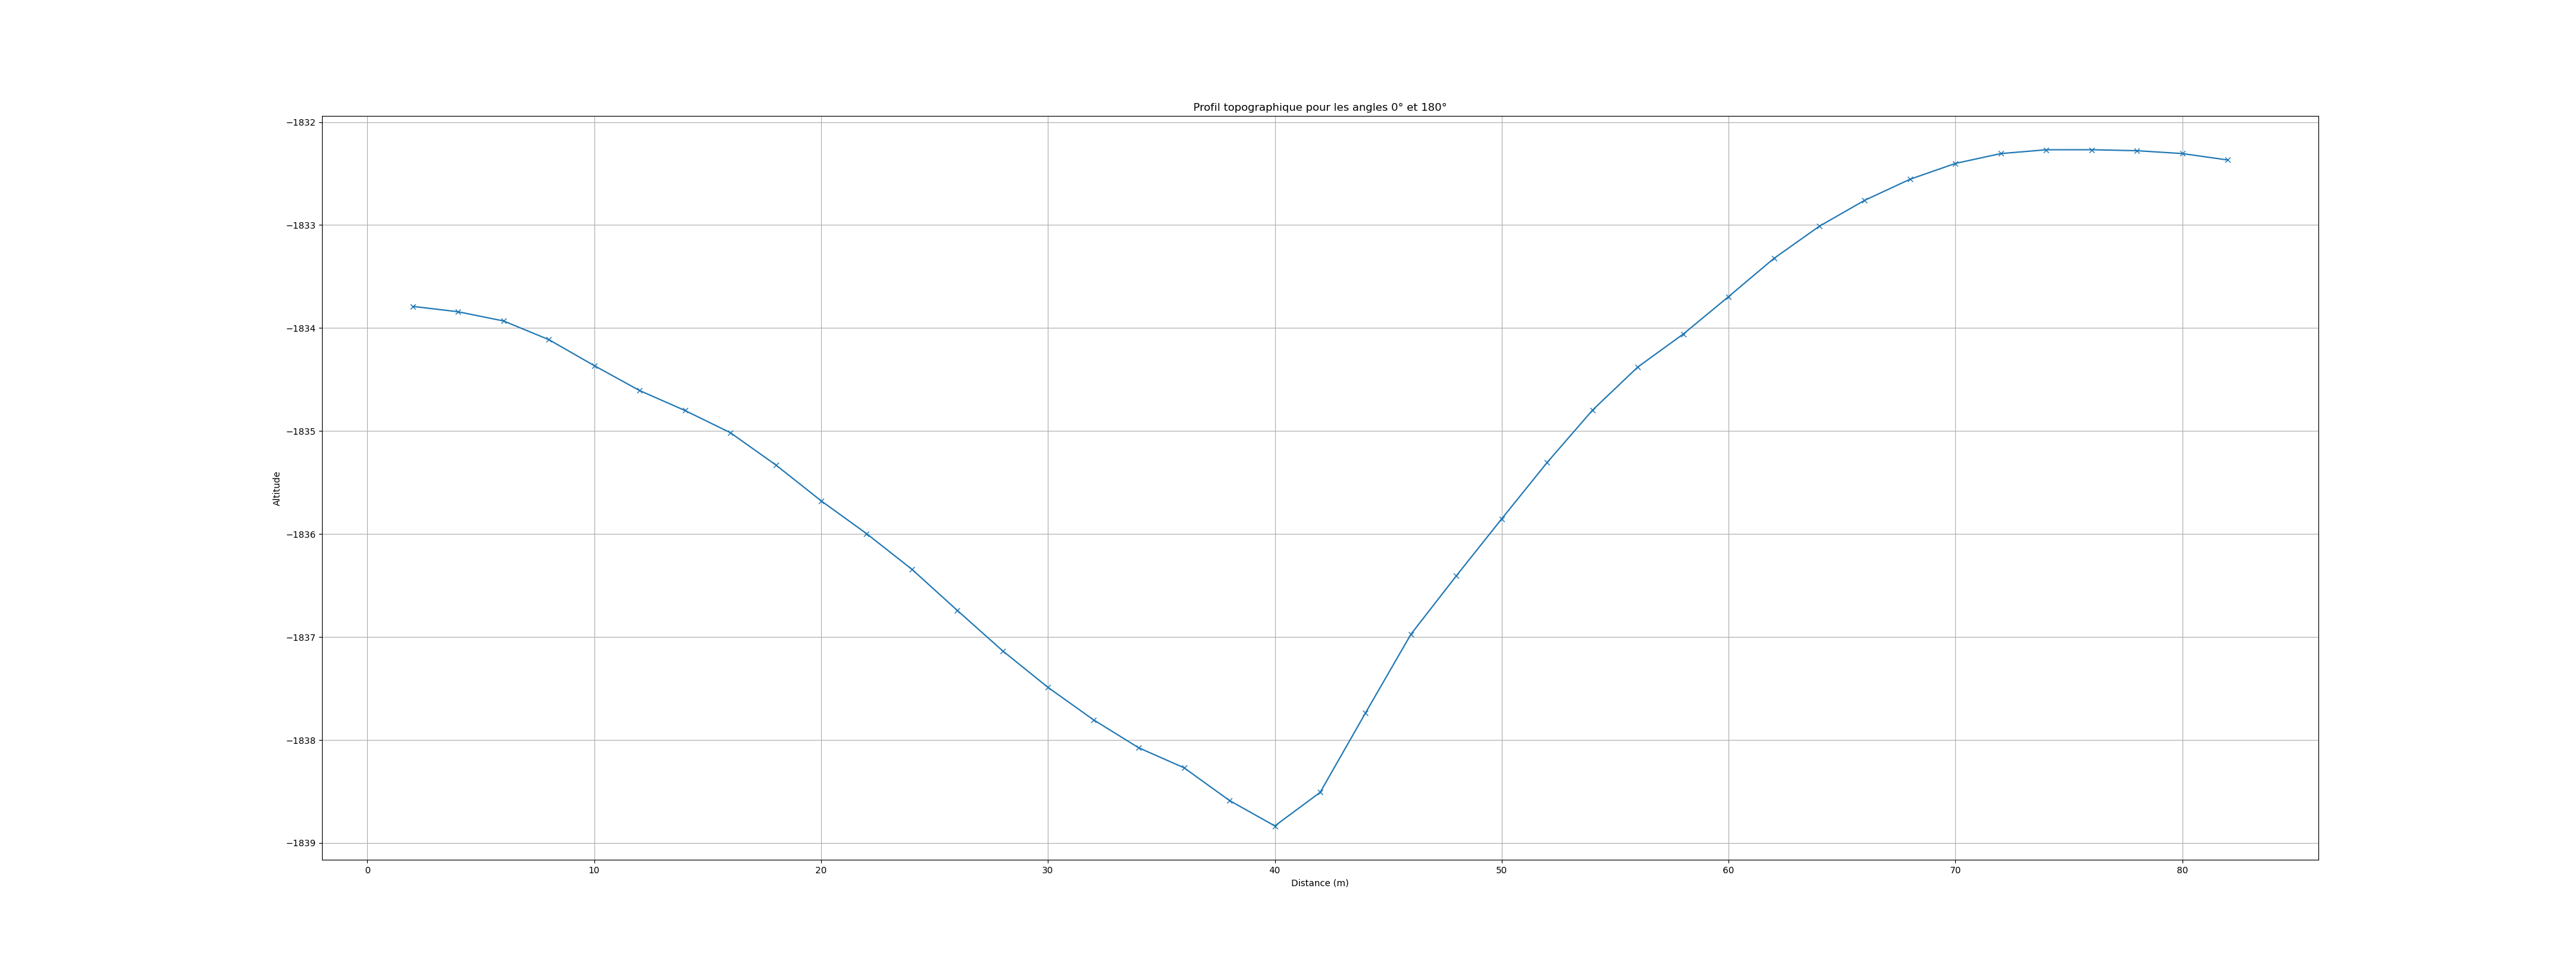 Profil topographique pour les angles 0° et 180°
Altitude
−1832
−1833
−1834
−1835
−1836
−1837
−1838
−1839
0 10 20 30 40 50 60 70 80
Distance (m)